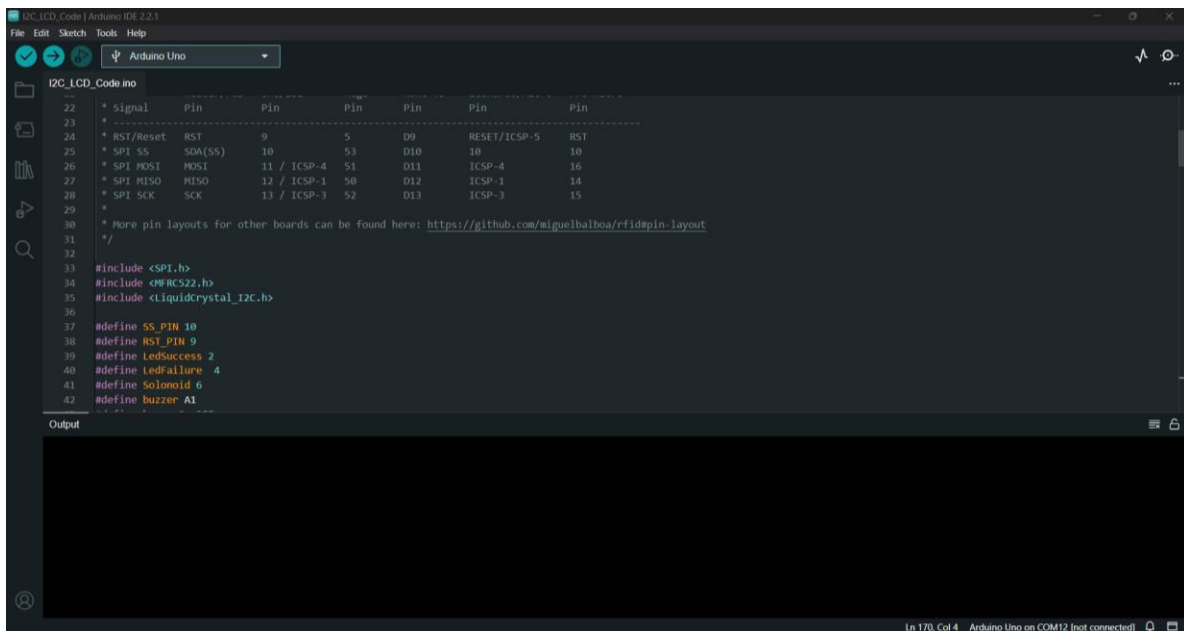 I2C_LCD_Code | Arduino IDE 2.2.1
File Edit Sketch Tools Help
Arduino Uno
I2C_LCD_Code.ino
22 * Signal Pin Pin Pin Pin Pin Pin
23 * -----------------------------------------------------------------------------------------
24 * RST/Reset RST 9 5 D9 RESET/ICSP-5 RST
25 * SPI SS SDA(SS) 10 53 D10 10 10
26 * SPI MOSI MOSI 11 / ICSP-4 51 D11 ICSP-4 16
27 * SPI MISO MISO 12 / ICSP-1 50 D12 ICSP-1 14
28 * SPI SCK SCK 13 / ICSP-3 52 D13 ICSP-3 15
29 *
30 * More pin layouts for other boards can be found here: https://github.com/miguelbalboa/rfid#pin-layout
31 */
32
33 #include <SPI.h>
34 #include <MFRC522.h>
35 #include <LiquidCrystal_I2C.h>
36
37 #define SS_PIN 10
38 #define RST_PIN 9
39 #define LedSuccess 2
40 #define LedFailure 4
41 #define Solonoid 6
42 #define buzzer A1
Output
Ln 170, Col 4 Arduino Uno on COM12 [not connected]